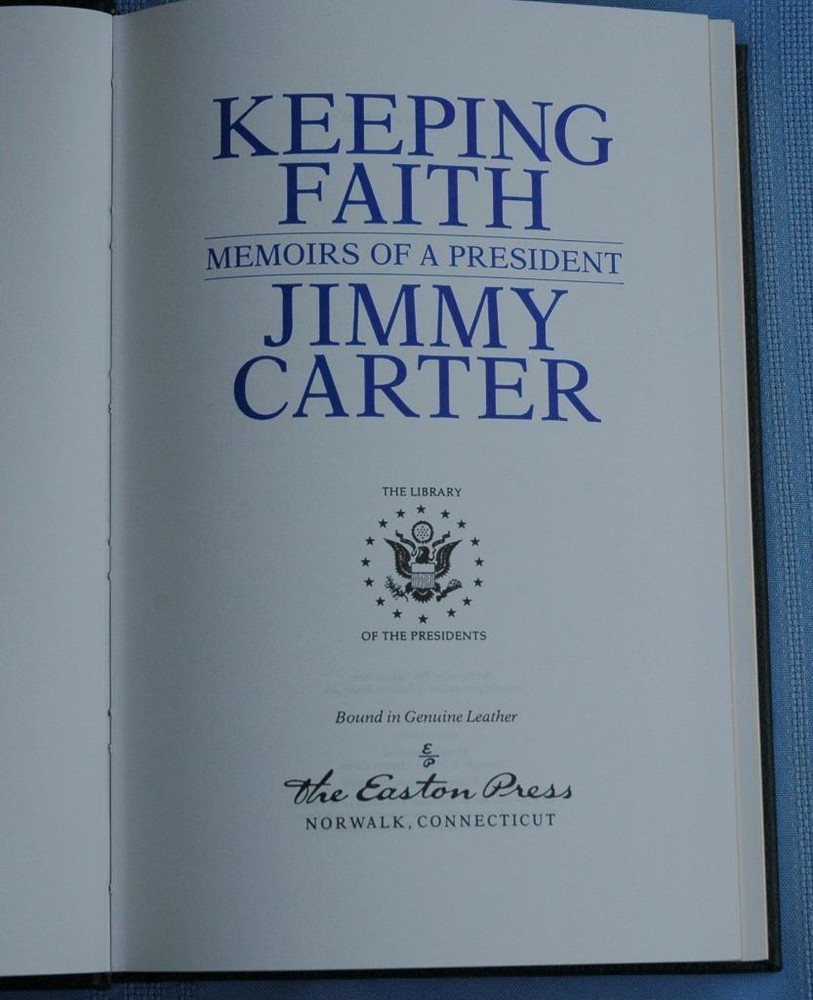 KEEPING
FAITH
MEMOIRS OF A PRESIDENT
JIMMY
CARTER
THE LIBRARY
OF THE PRESIDENTS
Bound in Genuine Leather
E
P
The Easton Press
NORWALK, CONNECTICUT